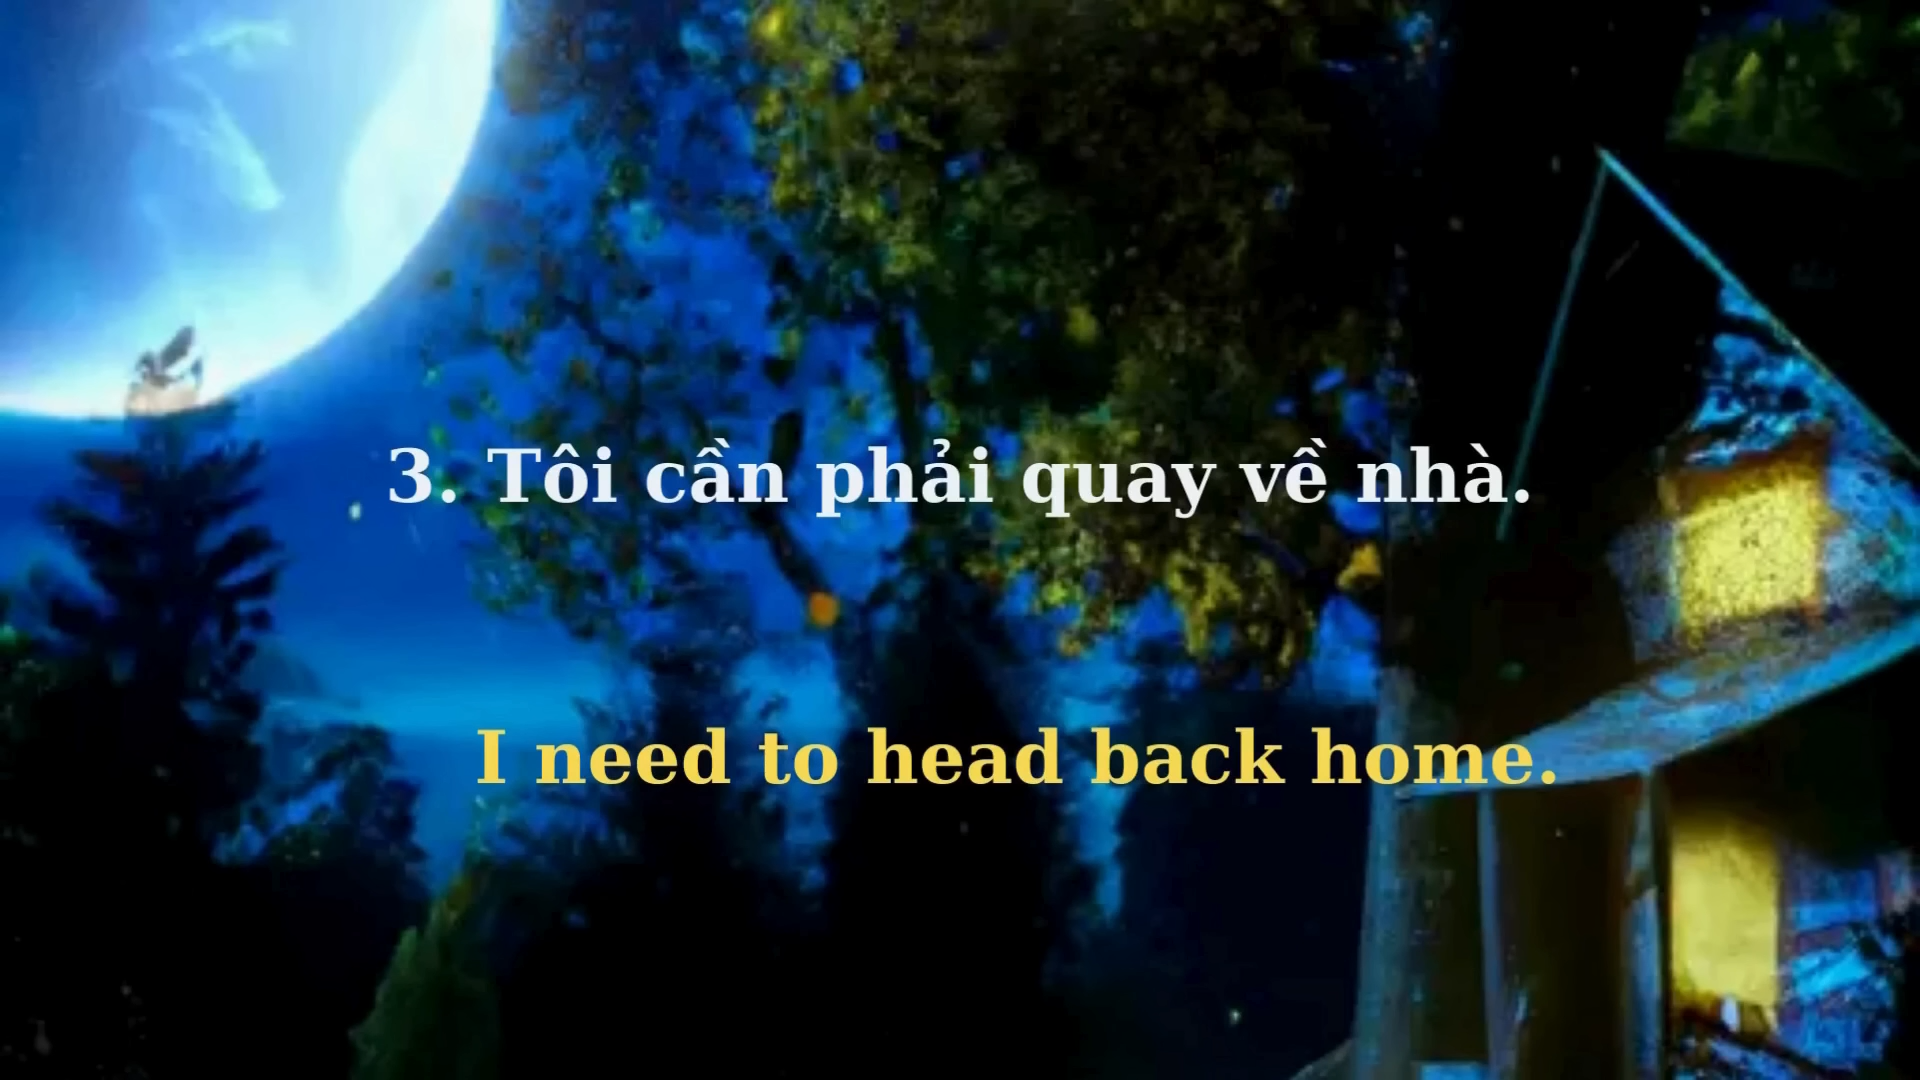 3. Tôi cần phải quay về nhà.
I need to head back home.